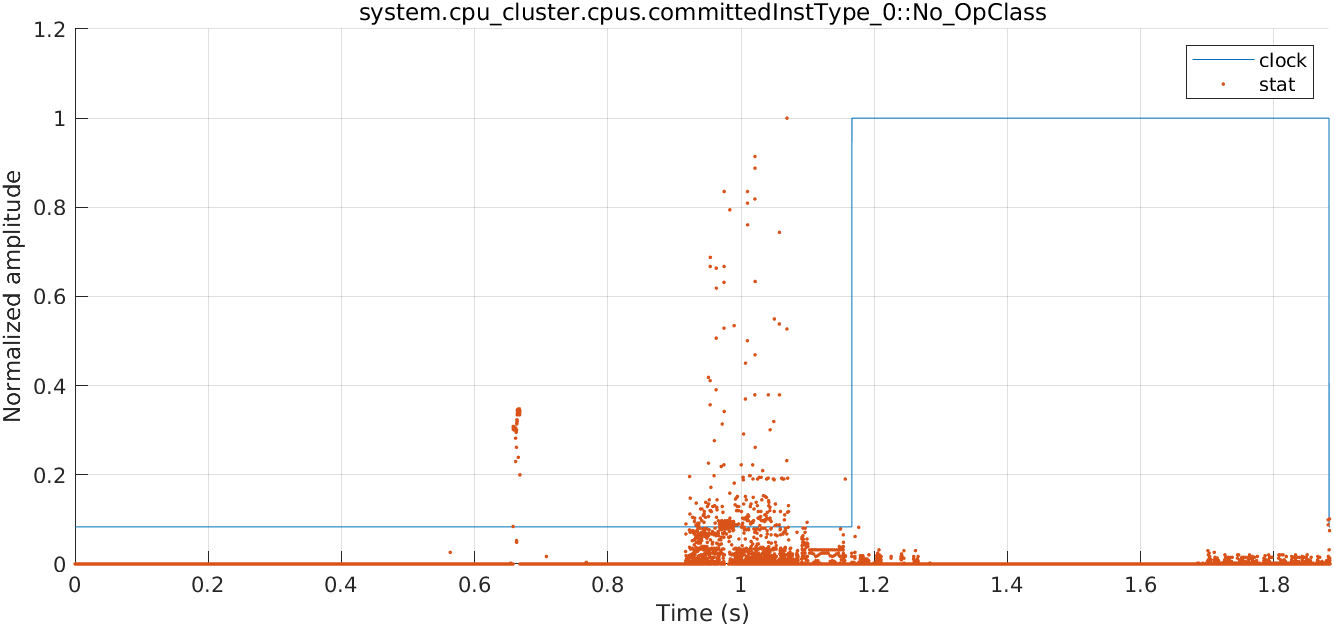 system.cpu_cluster.cpus.committedInstType_0::No_OpClass
1.2
1
0.8
0.6
0.4
0.2
0
Normalized amplitude
clock
stat
0 0.2 0.4 0.6 0.8 1 1.2 1.4 1.6 1.8
Time (s)